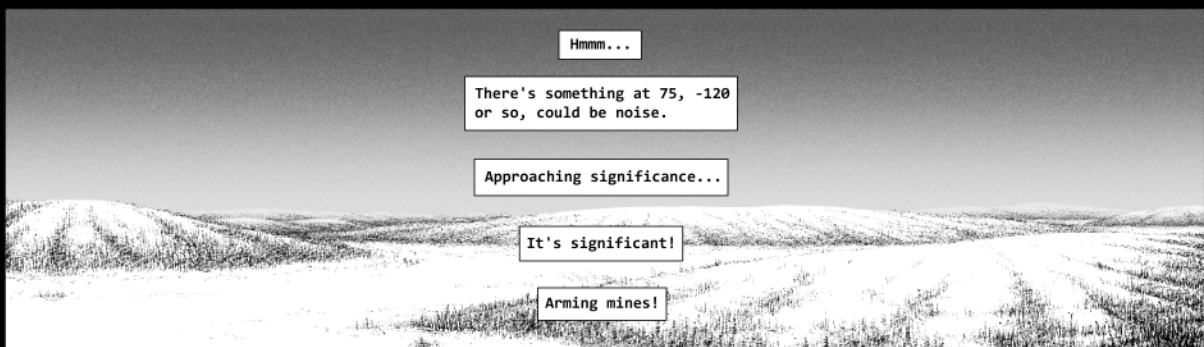 Hmmm...
There's something at 75, -120
or so, could be noise.
Approaching significance...
It's significant!
Arming mines!